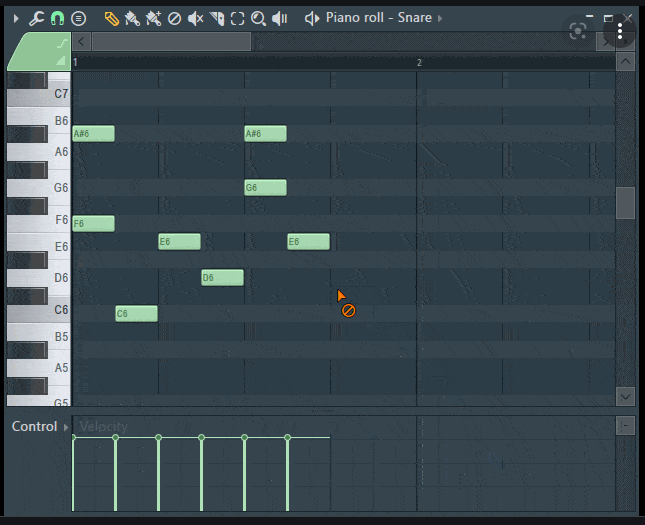 Piano roll - Snare
1 2
C7
B6
A#6 A#6
A6
G6 G6
F6 F6
E6 E6 E6
D6 D6
C6 C6
B5
A5
G5
Control Velocity